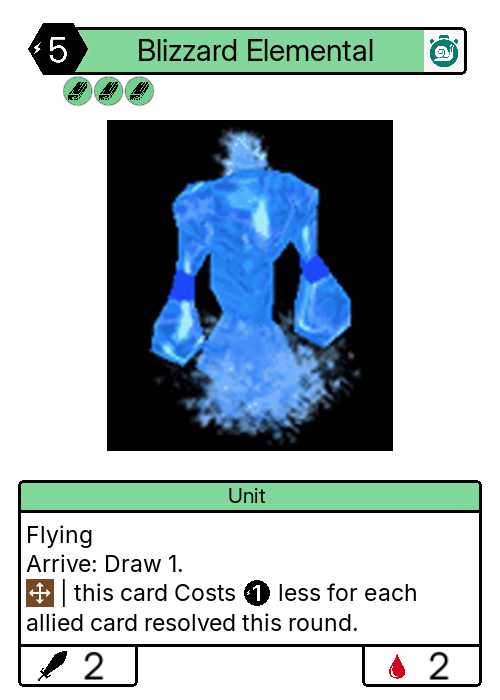 5 Blizzard Elemental
Unit
Flying
Arrive: Draw 1.
| this card Costs 1 less for each
allied card resolved this round.
2 2